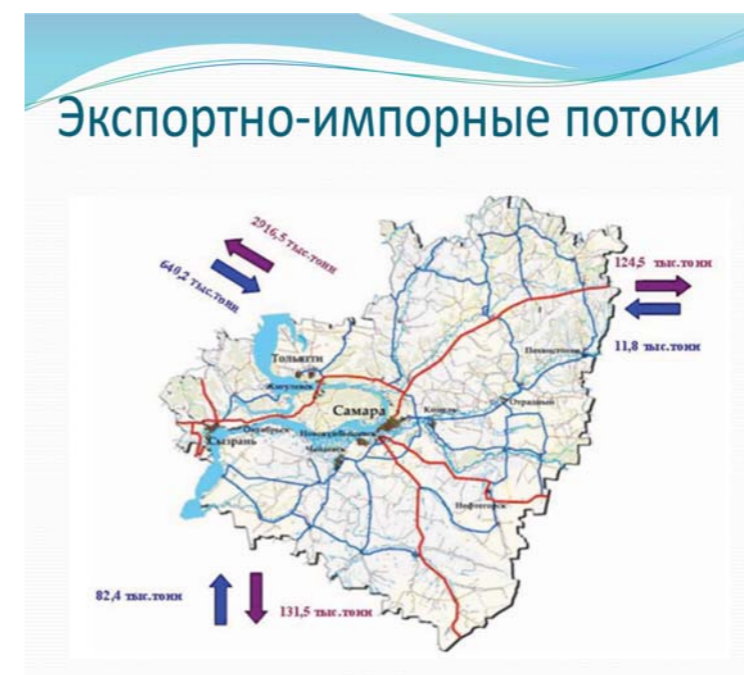 Экспортно-импорные потоки
2916,5 тыс.тонн
640,2 тыс.тонн
124,5 тыс.тонн
11,8 тыс.тонн
Тольятти
Жигулевск
Похвистнево
Отрадный
Самара
Кинель
Октябрьск
Новокуйбышевск
Сызрань
Чапаевск
Нефтегорск
82,4 тыс.тонн
131,5 тыс.тонн